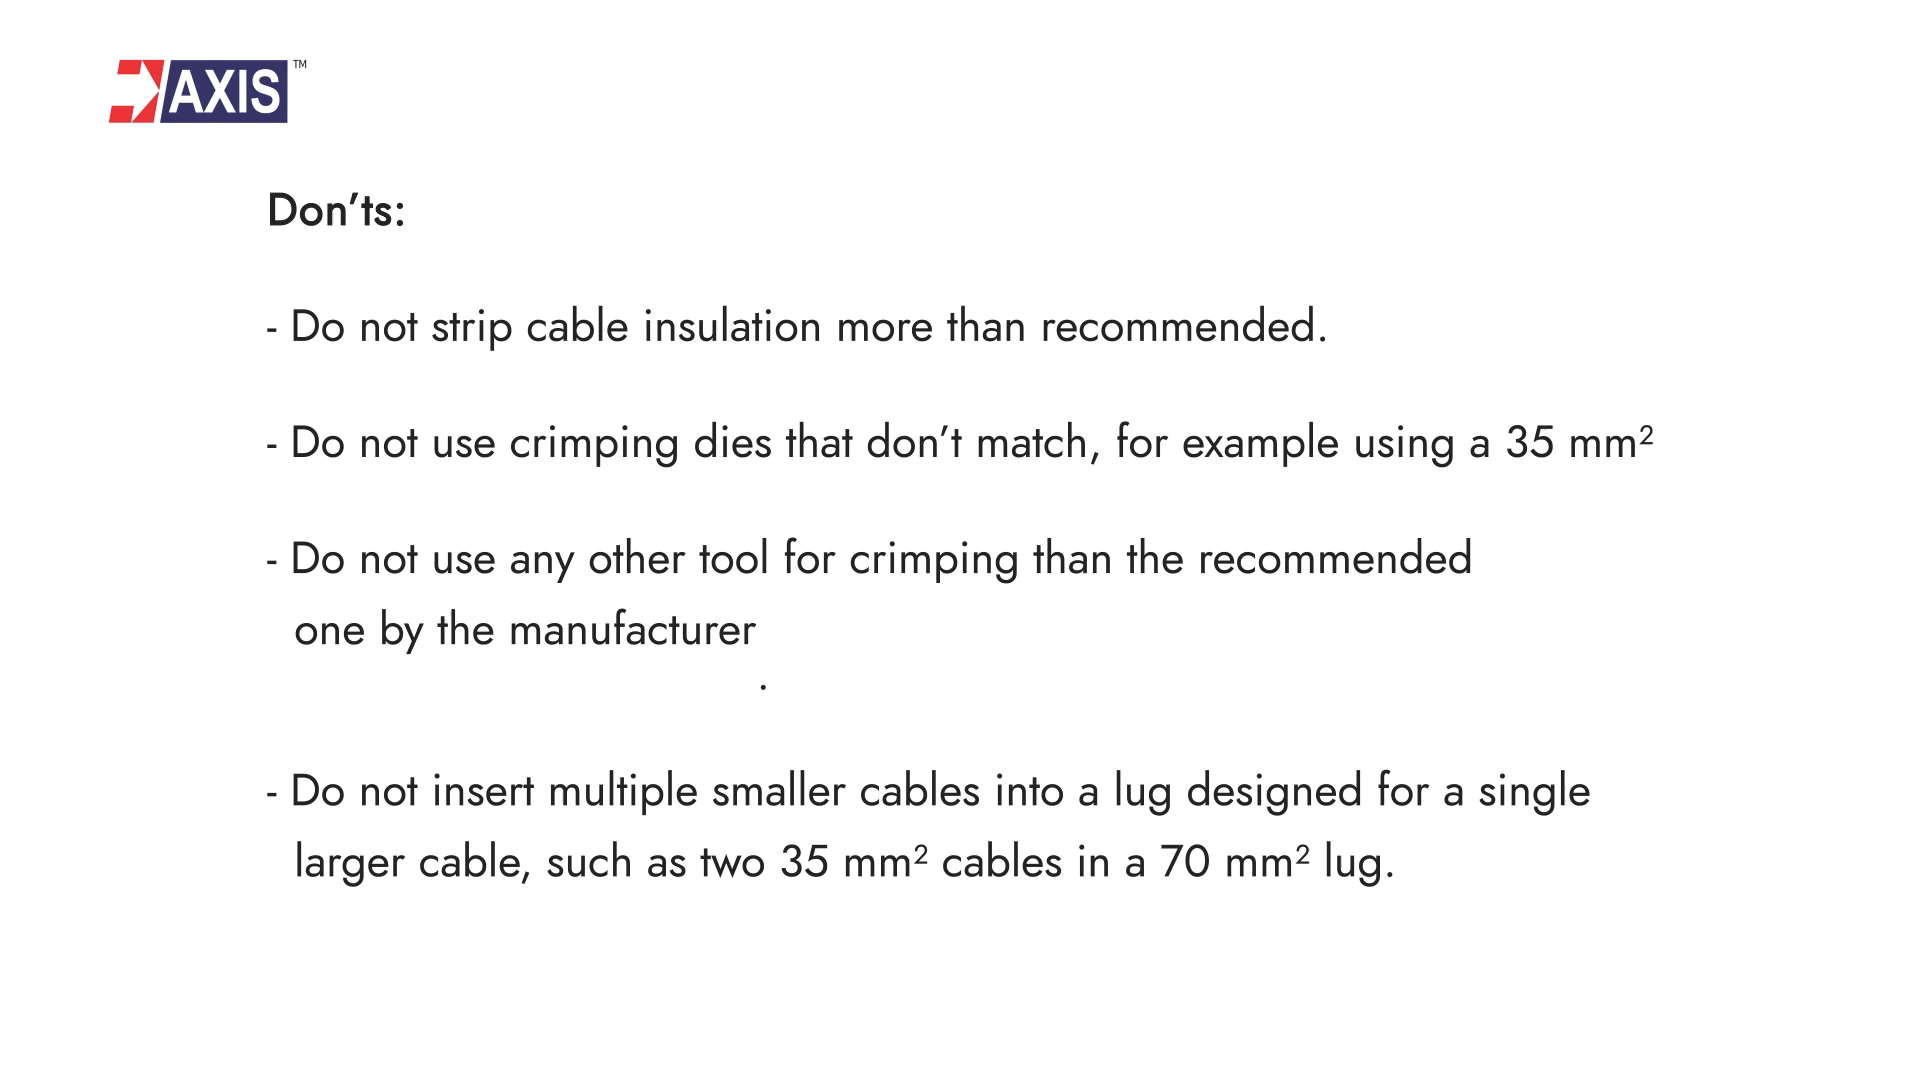 AXIS™
Don’ts:
- Do not strip cable insulation more than recommended.
- Do not use crimping dies that don’t match, for example using a 35 mm²
- Do not use any other tool for crimping than the recommended
one by the manufacturer
.
- Do not insert multiple smaller cables into a lug designed for a single
larger cable, such as two 35 mm² cables in a 70 mm² lug.